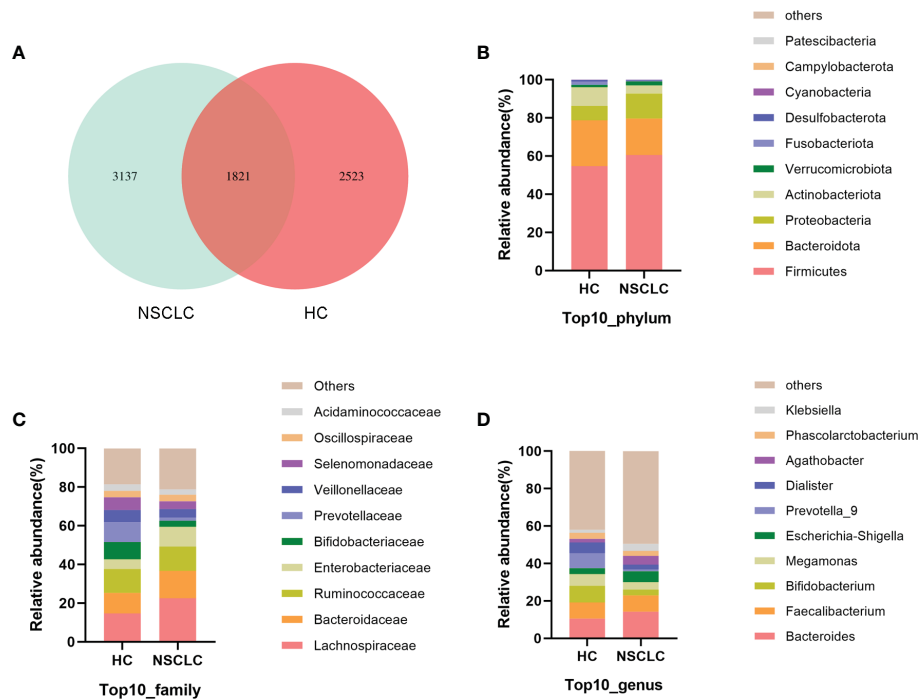 A
3137
1821
2523
NSCLC
HC
B
Relative abundance(%)
100
80
60
40
20
0
HC
NSCLC
Top10_phylum
others
Patescibacteria
Campylobacterota
Cyanobacteria
Desulfobacterota
Fusobacteriota
Verrucomicrobiota
Actinobacteriota
Proteobacteria
Bacteroidota
Firmicutes
C
Relative abundance(%)
100
80
60
40
20
0
HC
NSCLC
Top10_family
Others
Acidaminococcaceae
Oscillospiraceae
Selenomonadaceae
Veillonellaceae
Prevotellaceae
Bifidobacteriaceae
Enterobacteriaceae
Ruminococcaceae
Bacteroidaceae
Lachnospiraceae
D
Relative abundance(%)
100
80
60
40
20
0
HC
NSCLC
Top10_genus
others
Klebsiella
Phascolarctobacterium
Agathobacter
Dialister
Prevotella_9
Escherichia-Shigella
Megamonas
Bifidobacterium
Faecalibacterium
Bacteroides